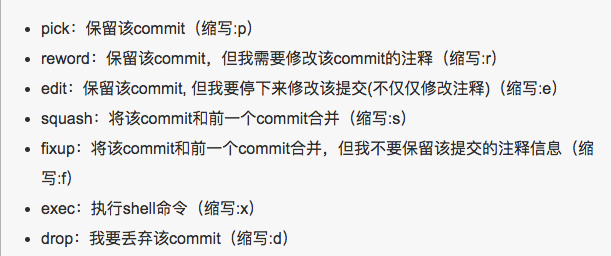 pick：保留该commit（缩写:p）
reword：保留该commit，但我需要修改该commit的注释（缩写:r）
edit：保留该commit, 但我要停下来修改该提交(不仅仅修改注释)（缩写:e）
squash：将该commit和前一个commit合并（缩写:s）
fixup：将该commit和前一个commit合并，但我不要保留该提交的注释信息（缩
写:f）
exec：执行shell命令（缩写:x）
drop：我要丢弃该commit（缩写:d）